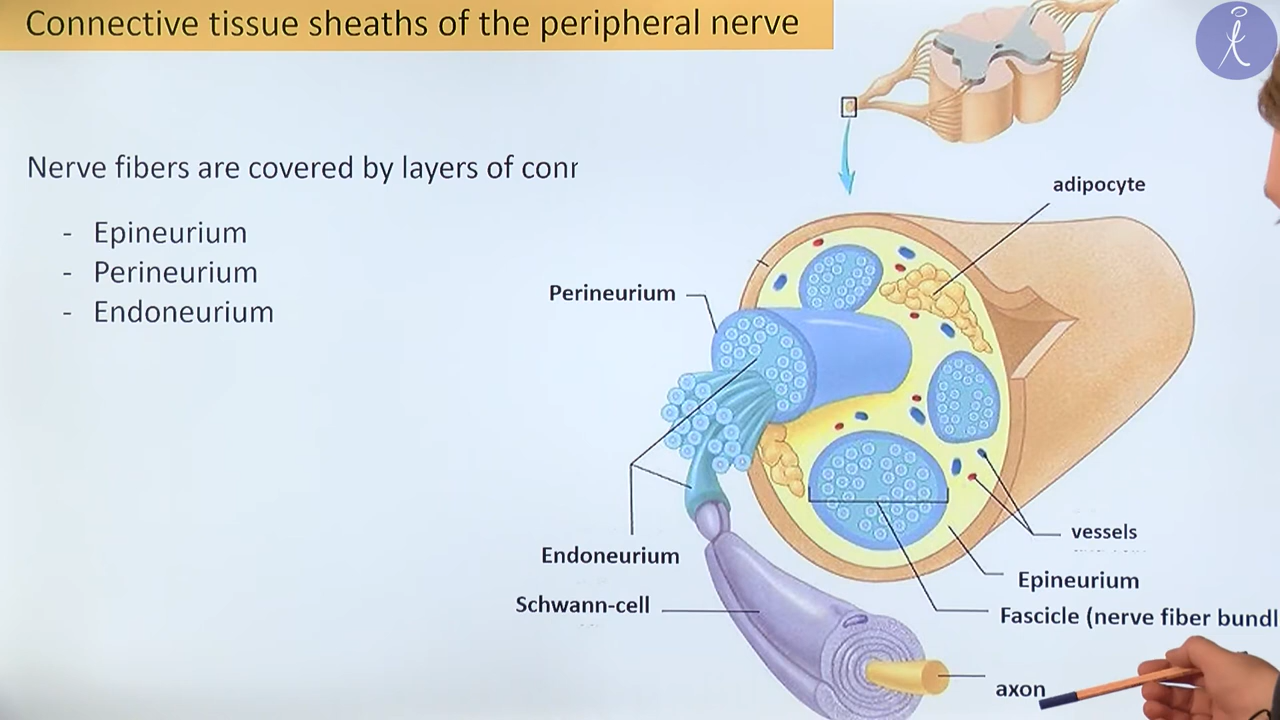 Connective tissue sheaths of the peripheral nerve
Nerve fibers are covered by layers of conr
- Epineurium
- Perineurium
- Endoneurium
adipocyte
Perineurium
vessels
Endoneurium
Epineurium
Schwann-cell
Fascicle (nerve fiber bundl
axon